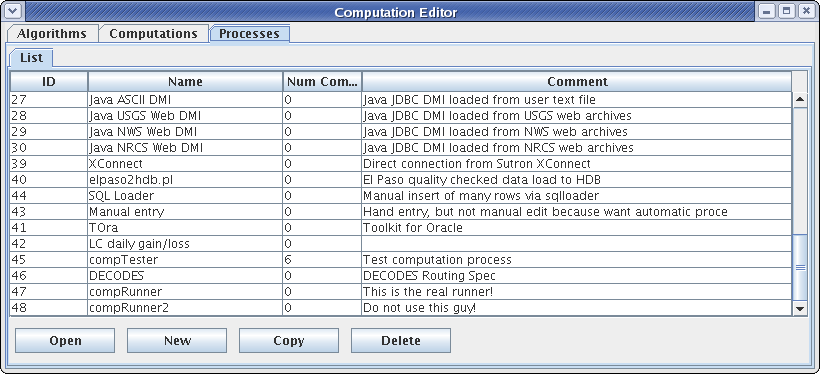 Computation Editor
Algorithms Computations Processes
List
ID Name Num Com... Comment
27 Java ASCII DMI 0 Java JDBC DMI loaded from user text file
28 Java USGS Web DMI 0 Java JDBC DMI loaded from USGS web archives
29 Java NWS Web DMI 0 Java JDBC DMI loaded from NWS web archives
30 Java NRCS Web DMI 0 Java JDBC DMI loaded from NRCS web archives
39 XConnect 0 Direct connection from Sutron XConnect
40 elpaso2hdb.pl 0 El Paso quality checked data load to HDB
44 SQL Loader 0 Manual insert of many rows via sqlloader
43 Manual entry 0 Hand entry, but not manual edit because want automatic proce
41 TOra 0 Toolkit for Oracle
42 LC daily gain/loss 0
45 compTester 6 Test computation process
46 DECODES 0 DECODES Routing Spec
47 compRunner 0 This is the real runner!
48 compRunner2 0 Do not use this guy!
Open New Copy Delete